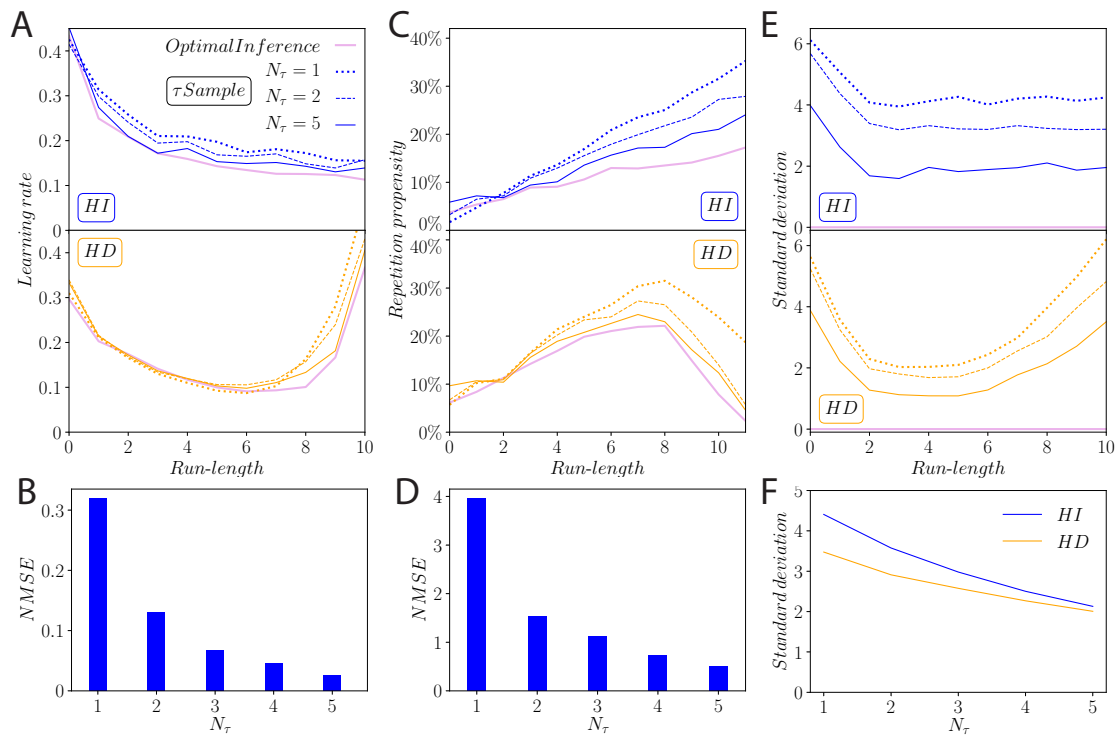 A
0.4
0.3
0.2
0.1
0
Learning rate
Optimal Inference
τ Sample
N_τ = 1
N_τ = 2
N_τ = 5
HI
HD
0.4
0.3
0.2
0.1
0
0 2 4 6 8 10
Run-length
C
40%
30%
20%
10%
0%
Repetition propensity
HI
HD
30%
20%
10%
0%
0 2 4 6 8 10
Run-length
E
6
4
2
0
Standard deviation
HI
6
4
2
0
HD
0 2 4 6 8 10
Run-length
B
0.3
0.2
0.1
0
NMSE
1 2 3 4 5
N_τ
D
4
3
2
1
0
NMSE
1 2 3 4 5
N_τ
F
5
4
3
2
1
0
Standard deviation
HI
HD
1 2 3 4 5
N_τ